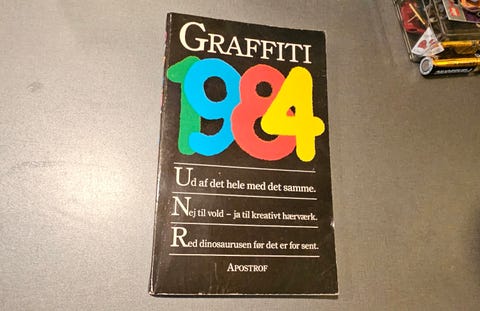 GRAFFITI
1984
Ud af det hele med det samme.
Nej til vold – ja til kreativt hærværk.
Red dinosaurusen før det er for sent.
APOSTROF